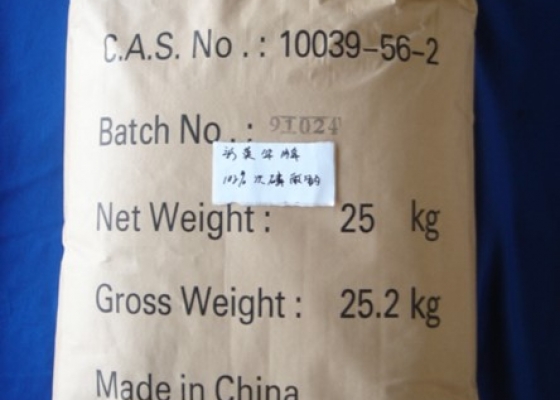 C.A.S. No.: 10039-56-2
Batch No.: 91024
次磷酸钠
Net Weight: 25 kg
Gross Weight: 25.2 kg
Made in China